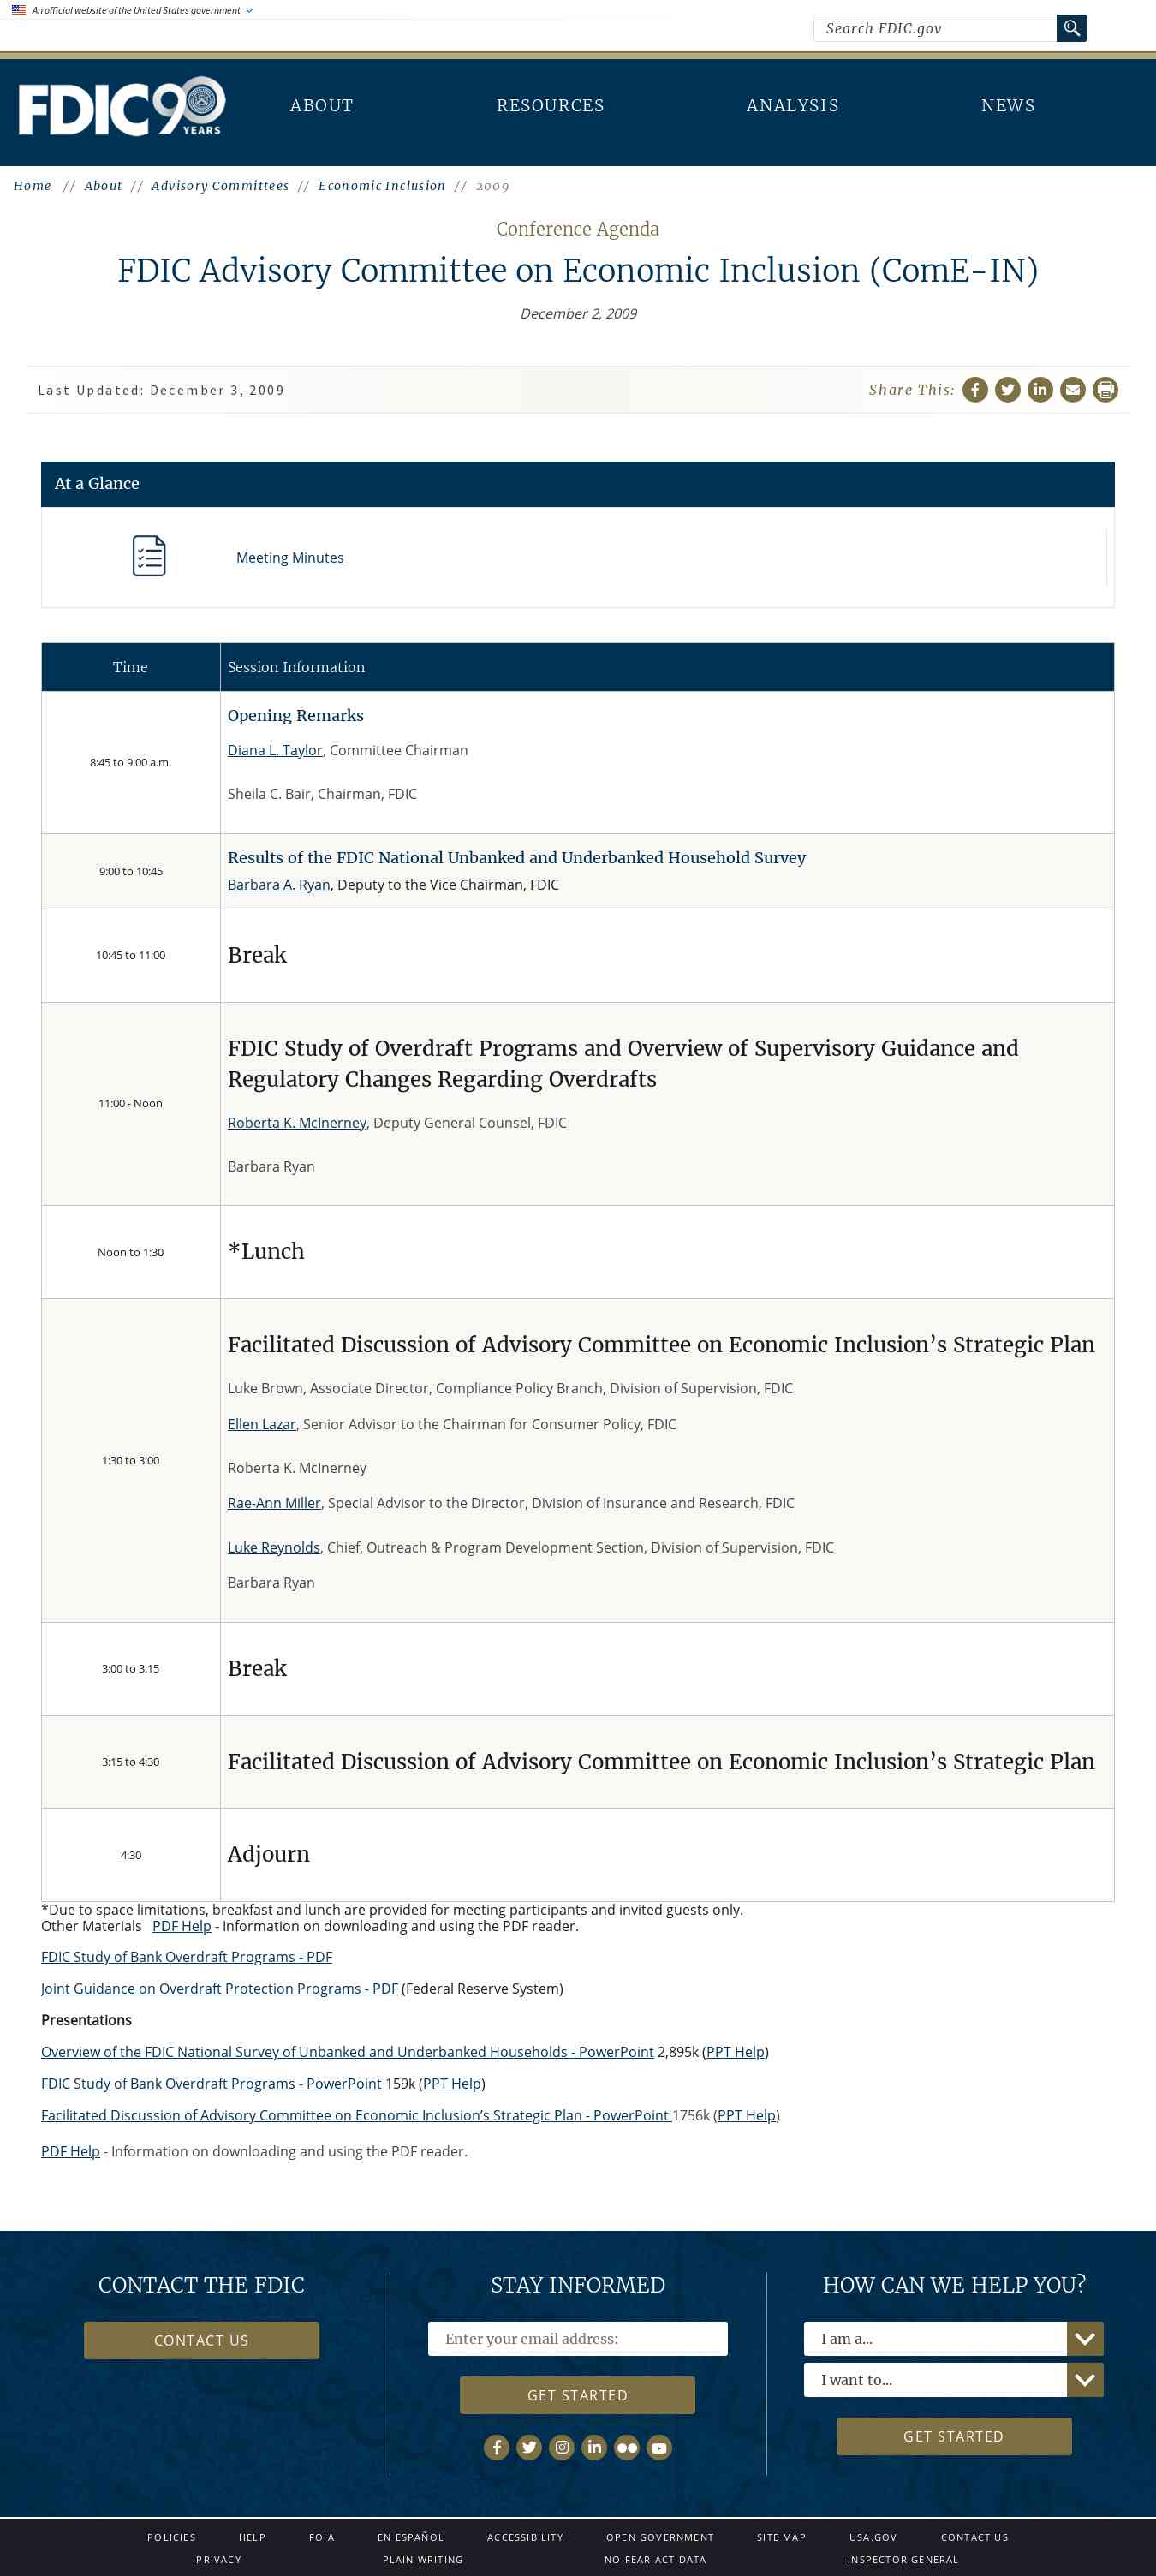 An official website of the United States government
Search FDIC.gov
FDIC 90 YEARS
ABOUT
RESOURCES
ANALYSIS
NEWS
Home // About // Advisory Committees // Economic Inclusion // 2009
Conference Agenda
FDIC Advisory Committee on Economic Inclusion (ComE-IN)
December 2, 2009
Last Updated: December 3, 2009
Share This:
At a Glance
Meeting Minutes
Time
Session Information
8:45 to 9:00 a.m.
Opening Remarks
Diana L. Taylor, Committee Chairman
Sheila C. Bair, Chairman, FDIC
9:00 to 10:45
Results of the FDIC National Unbanked and Underbanked Household Survey
Barbara A. Ryan, Deputy to the Vice Chairman, FDIC
10:45 to 11:00
Break
11:00 - Noon
FDIC Study of Overdraft Programs and Overview of Supervisory Guidance and
Regulatory Changes Regarding Overdrafts
Roberta K. McInerney, Deputy General Counsel, FDIC
Barbara Ryan
Noon to 1:30
*Lunch
1:30 to 3:00
Facilitated Discussion of Advisory Committee on Economic Inclusion’s Strategic Plan
Luke Brown, Associate Director, Compliance Policy Branch, Division of Supervision, FDIC
Ellen Lazar, Senior Advisor to the Chairman for Consumer Policy, FDIC
Roberta K. McInerney
Rae-Ann Miller, Special Advisor to the Director, Division of Insurance and Research, FDIC
Luke Reynolds, Chief, Outreach & Program Development Section, Division of Supervision, FDIC
Barbara Ryan
3:00 to 3:15
Break
3:15 to 4:30
Facilitated Discussion of Advisory Committee on Economic Inclusion’s Strategic Plan
4:30
Adjourn
*Due to space limitations, breakfast and lunch are provided for meeting participants and invited guests only.
Other Materials PDF Help - Information on downloading and using the PDF reader.
FDIC Study of Bank Overdraft Programs - PDF
Joint Guidance on Overdraft Protection Programs - PDF (Federal Reserve System)
Presentations
Overview of the FDIC National Survey of Unbanked and Underbanked Households - PowerPoint 2,895k (PPT Help)
FDIC Study of Bank Overdraft Programs - PowerPoint 159k (PPT Help)
Facilitated Discussion of Advisory Committee on Economic Inclusion’s Strategic Plan - PowerPoint 1756k (PPT Help)
PDF Help - Information on downloading and using the PDF reader.
CONTACT THE FDIC
CONTACT US
STAY INFORMED
Enter your email address:
GET STARTED
HOW CAN WE HELP YOU?
I am a...
I want to...
GET STARTED
POLICIES HELP FOIA EN ESPAÑOL ACCESSIBILITY OPEN GOVERNMENT SITE MAP USA.GOV CONTACT US
PRIVACY PLAIN WRITING NO FEAR ACT DATA INSPECTOR GENERAL